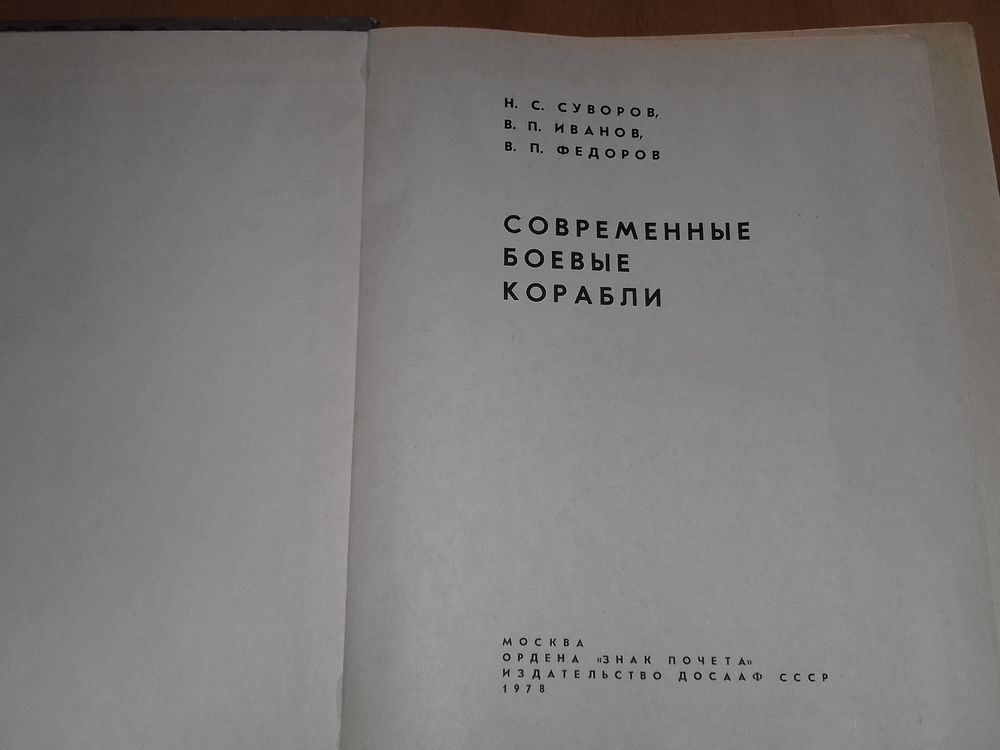 Н. С. СУВОРОВ,
В. П. ИВАНОВ,
В. П. ФЕДОРОВ
СОВРЕМЕННЫЕ
БОЕВЫЕ
КОРАБЛИ
МОСКВА
ОРДЕНА «ЗНАК ПОЧЕТА»
ИЗДАТЕЛЬСТВО ДОСААФ СССР
1978